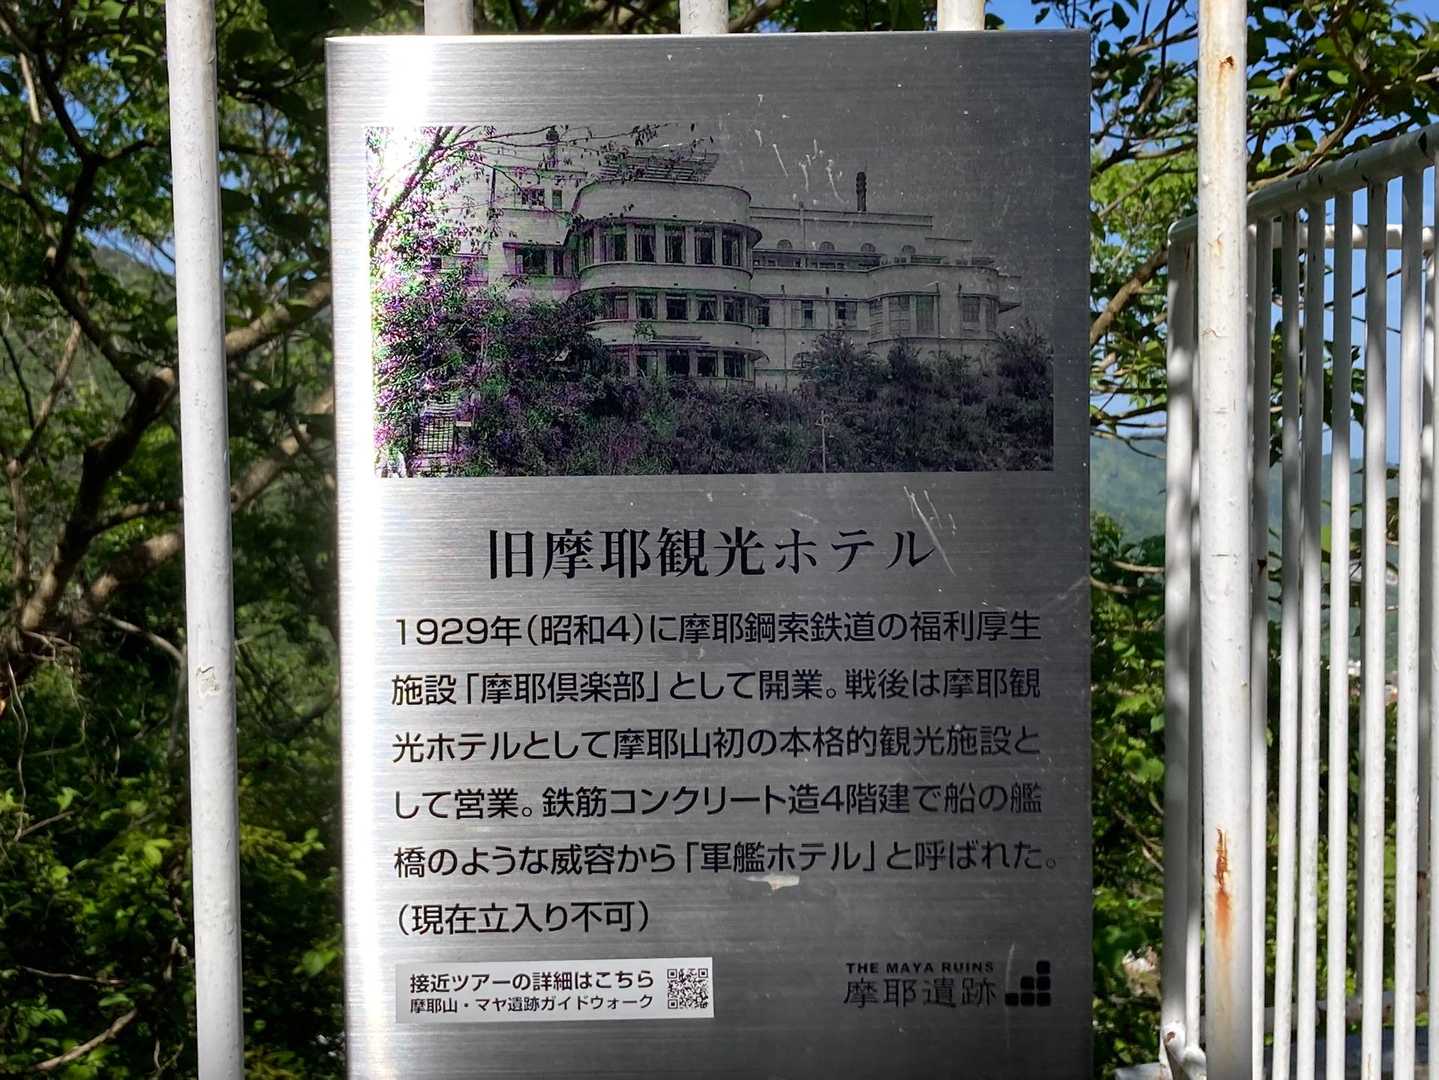 旧摩耶観光ホテル
1929年(昭和4)に摩耶鋼索鉄道の福利厚生
施設「摩耶倶楽部」として開業。戦後は摩耶観
光ホテルとして摩耶山初の本格的観光施設と
して営業。鉄筋コンクリート造4階建で船の艦
橋のような威容から「軍艦ホテル」と呼ばれた。
(現在立入り不可)
接近ツアーの詳細はこちら
摩耶山・マヤ遺跡ガイドウォーク
THE MAYA RUINS
摩耶遺跡